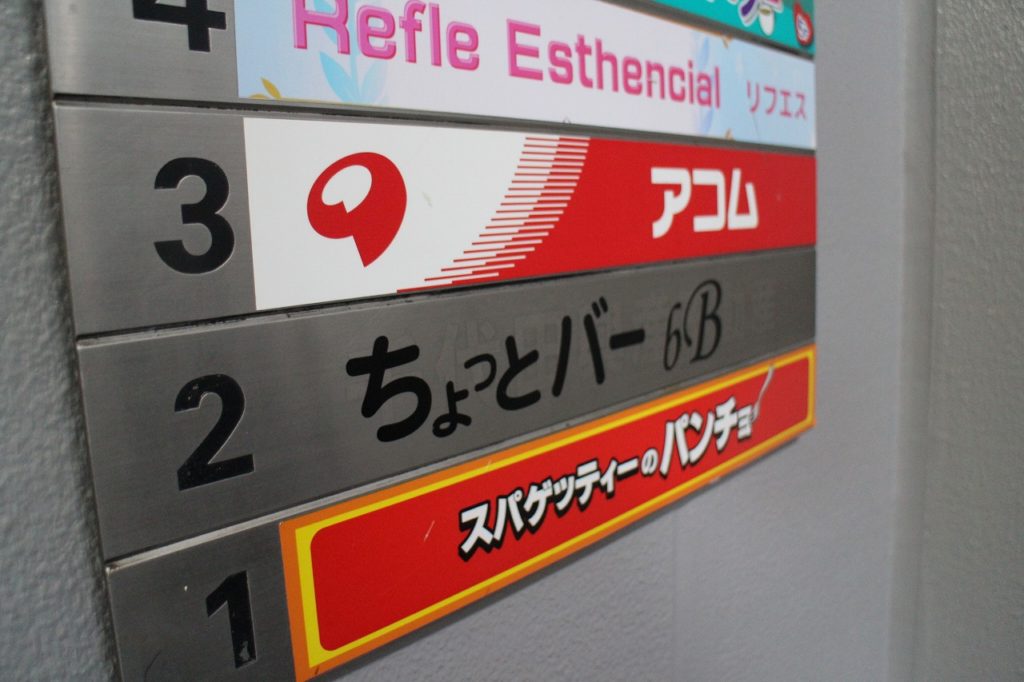 4 Refle Esthencial リフエス
3 アコム
2 ちょっとバー 6B
1 スパゲッティーのパンチョ